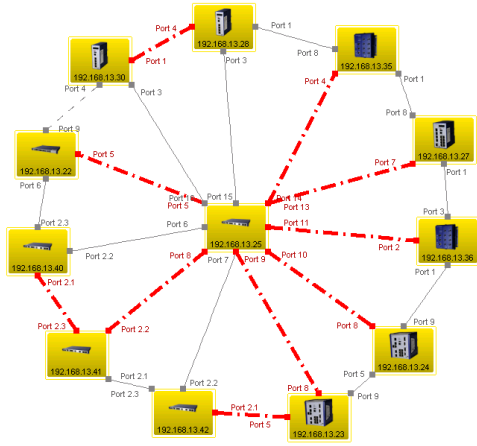 Port 4
192.168.13.28
Port 1
Port 1
Port 3
Port 8
192.168.13.35
192.168.13.30
Port 4
Port 3
Port 4
Port 1
Port 9
Port 8
192.168.13.22
Port 5
Port 7
192.168.13.27
Port 6
Port 1
Port 15
Port 5
Port 13
Port 2.3
Port 6
Port 11
Port 3
192.168.13.40
Port 2.2
192.168.13.25
Port 2
192.168.13.36
Port 2.1
Port 8
Port 7
Port 9
Port 10
Port 1
Port 2.3
Port 2.2
Port 8
Port 9
192.168.13.41
192.168.13.24
Port 2.1
Port 5
Port 2.3
Port 2.2
Port 8
Port 9
Port 2.1
Port 5
192.168.13.42
192.168.13.23